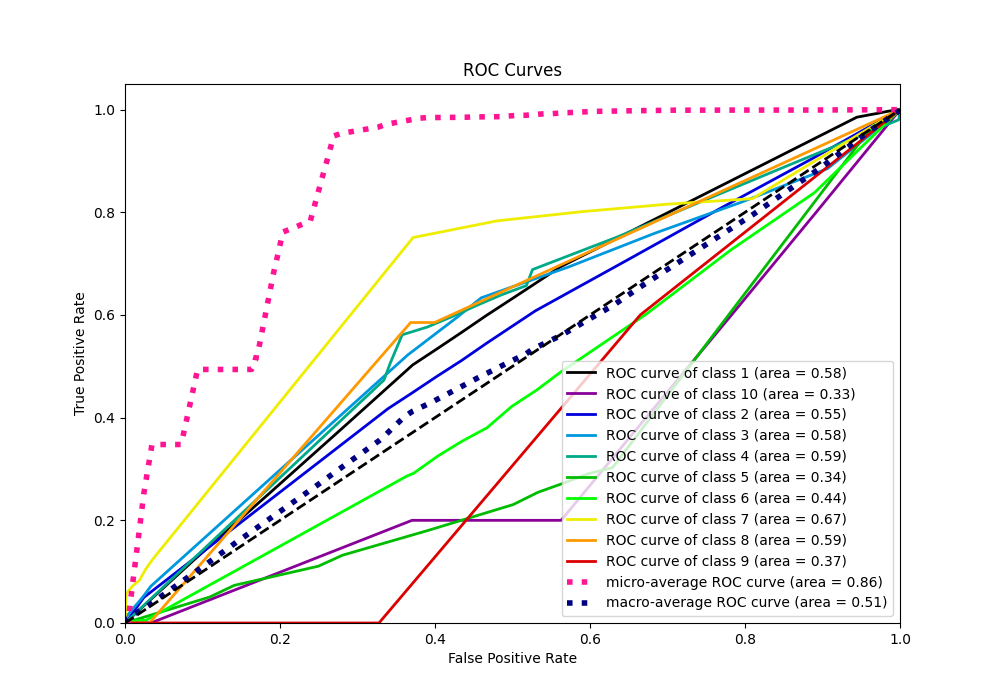 ROC Curves
True Positive Rate
1.0
0.8
0.6
0.4
0.2
0.0
ROC curve of class 1 (area = 0.58)
ROC curve of class 10 (area = 0.33)
ROC curve of class 2 (area = 0.55)
ROC curve of class 3 (area = 0.58)
ROC curve of class 4 (area = 0.59)
ROC curve of class 5 (area = 0.34)
ROC curve of class 6 (area = 0.44)
ROC curve of class 7 (area = 0.67)
ROC curve of class 8 (area = 0.59)
ROC curve of class 9 (area = 0.37)
micro-average ROC curve (area = 0.86)
macro-average ROC curve (area = 0.51)
0.0 0.2 0.4 0.6 0.8 1.0
False Positive Rate